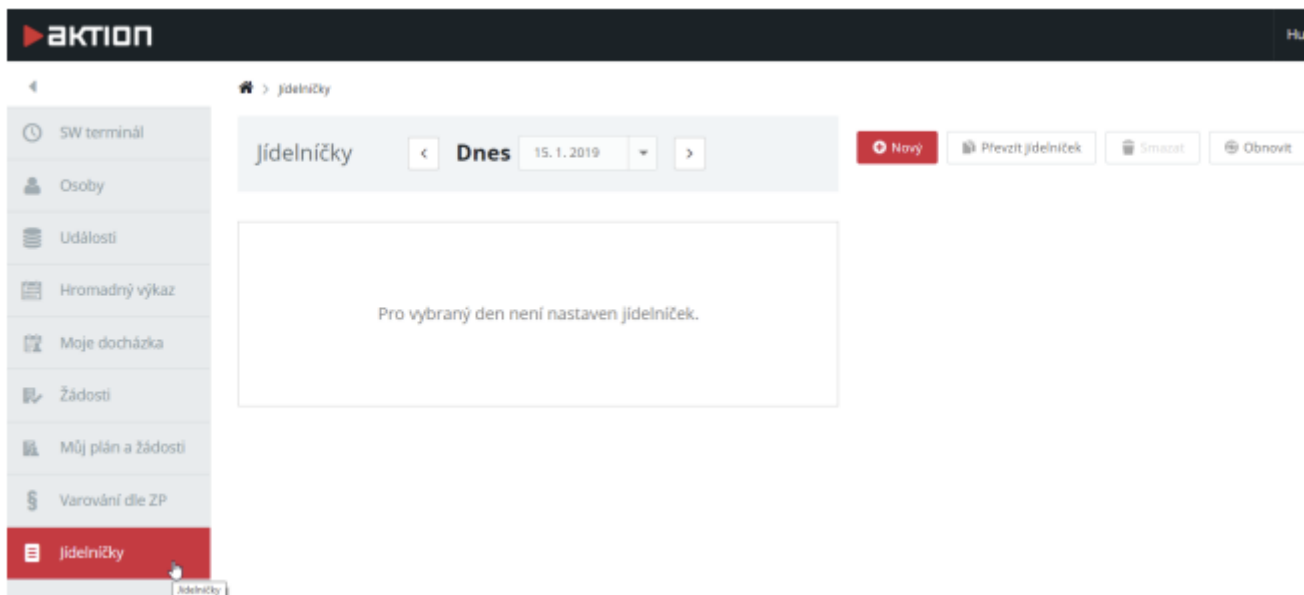 aktion
Hu
Jídelníčky
SW terminál
Osoby
Události
Hromadný výkaz
Moje docházka
Žádosti
Můj plán a žádosti
Varování dle ZP
Jídelníčky
Jídelníčky
Jídelníčky
Dnes 15. 1. 2019
Nový
Převzít jídelníček
Smazat
Obnovit
Pro vybraný den není nastaven jídelníček.